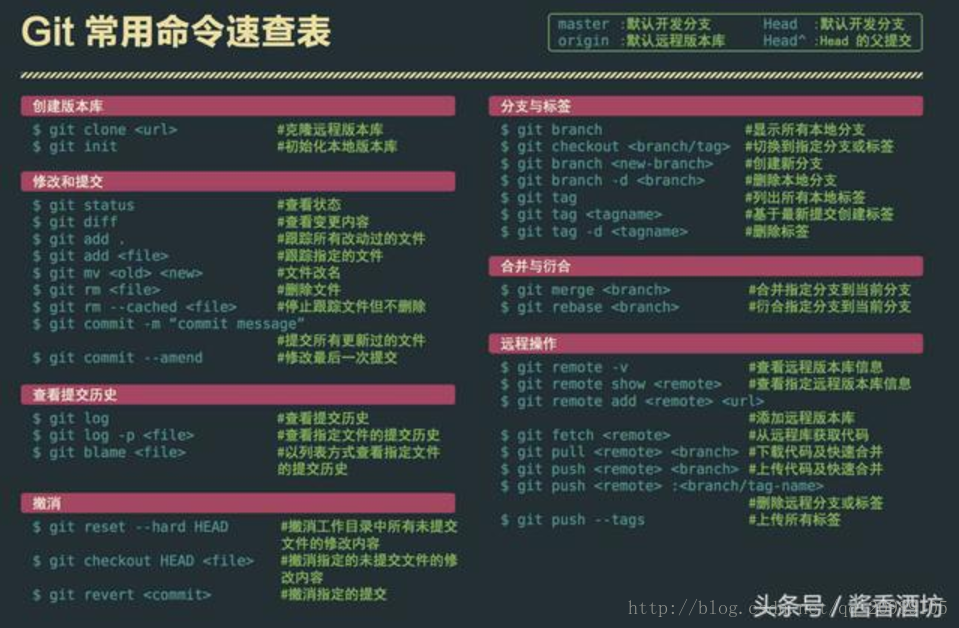 Git 常用命令速查表
master :默认开发分支 Head :默认开发分支
origin :默认远程版本库 Head^ :Head 的父提交
创建版本库
$ git clone <url> #克隆远程版本库
$ git init #初始化本地版本库
修改和提交
$ git status #查看状态
$ git diff #查看变更内容
$ git add . #跟踪所有改动过的文件
$ git add <file> #跟踪指定的文件
$ git mv <old> <new> #文件改名
$ git rm <file> #删除文件
$ git rm --cached <file> #停止跟踪文件但不删除
$ git commit -m “commit message”
#提交所有更新过的文件
$ git commit --amend #修改最后一次提交
查看提交历史
$ git log #查看提交历史
$ git log -p <file> #查看指定文件的提交历史
$ git blame <file> #以列表方式查看指定文件
的提交历史
撤消
$ git reset --hard HEAD #撤消工作目录中所有未提交
文件的修改内容
$ git checkout HEAD <file> #撤消指定的未提交文件的修
改内容
$ git revert <commit> #撤消指定的提交
分支与标签
$ git branch #显示所有本地分支
$ git checkout <branch/tag> #切换到指定分支或标签
$ git branch <new-branch> #创建新分支
$ git branch -d <branch> #删除本地分支
$ git tag #列出所有本地标签
$ git tag <tagname> #基于最新提交创建标签
$ git tag -d <tagname> #删除标签
合并与衍合
$ git merge <branch> #合并指定分支到当前分支
$ git rebase <branch> #衍合指定分支到当前分支
远程操作
$ git remote -v #查看远程版本库信息
$ git remote show <remote> #查看指定远程版本库信息
$ git remote add <remote> <url>
#添加远程版本库
$ git fetch <remote> #从远程库获取代码
$ git pull <remote> <branch> #下载代码及快速合并
$ git push <remote> <branch> #上传代码及快速合并
$ git push <remote> :<branch/tag-name>
#删除远程分支或标签
$ git push --tags #上传所有标签
头条号 / 酱香酒坊